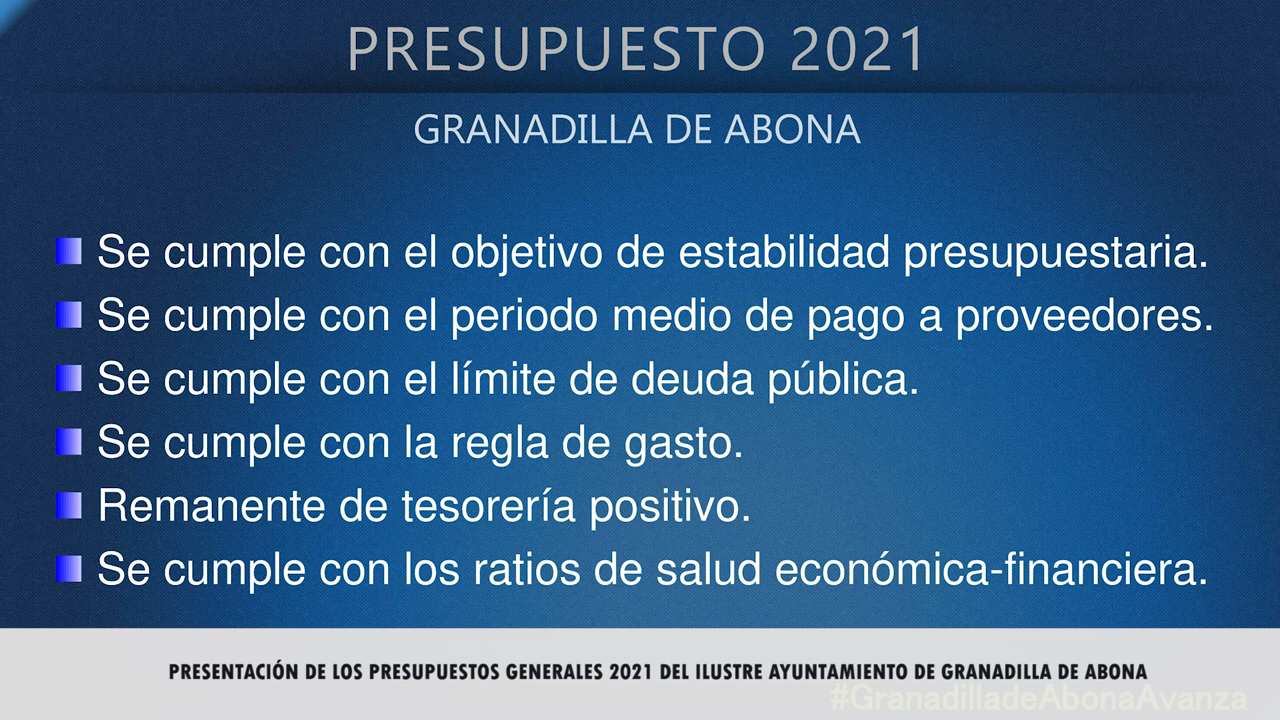 PRESUPUESTO 2021
GRANADILLA DE ABONA
Se cumple con el objetivo de estabilidad presupuestaria.
Se cumple con el periodo medio de pago a proveedores.
Se cumple con el límite de deuda pública.
Se cumple con la regla de gasto.
Remanente de tesorería positivo.
Se cumple con los ratios de salud económica-financiera.
PRESENTACIÓN DE LOS PRESUPUESTOS GENERALES 2021 DEL ILUSTRE AYUNTAMIENTO DE GRANADILLA DE ABONA
#GranadilladeAbonaAvanza